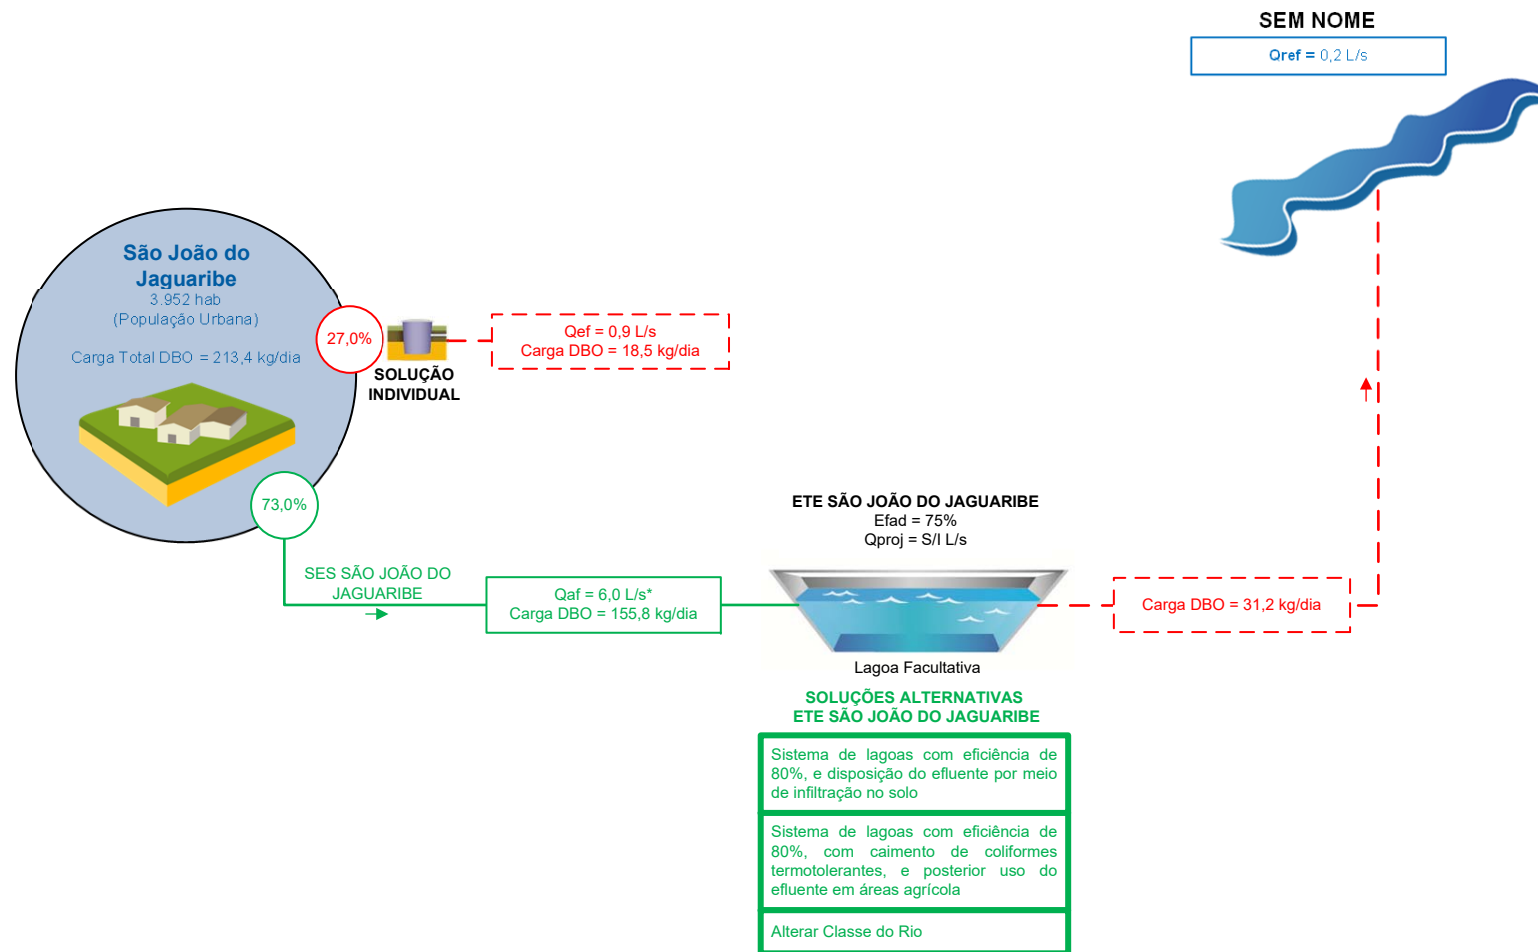 SEM NOME
Qref = 0,2 L/s
São João do
Jaguaribe
3.952 hab
(População Urbana)
Carga Total DBO = 213,4 kg/dia
27,0%
SOLUÇÃO
INDIVIDUAL
Qef = 0,9 L/s
Carga DBO = 18,5 kg/dia
73,0%
SES SÃO JOÃO DO
JAGUARIBE
Qaf = 6,0 L/s*
Carga DBO = 155,8 kg/dia
ETE SÃO JOÃO DO JAGUARIBE
Efad = 75%
Qproj = S/I L/s
Lagoa Facultativa
Carga DBO = 31,2 kg/dia
SOLUÇÕES ALTERNATIVAS
ETE SÃO JOÃO DO JAGUARIBE
Sistema de lagoas com eficiência de
80%, e disposição do efluente por meio
de infiltração no solo
Sistema de lagoas com eficiência de
80%, com caimento de coliformes
termotolerantes, e posterior uso do
efluente em áreas agrícola
Alterar Classe do Rio